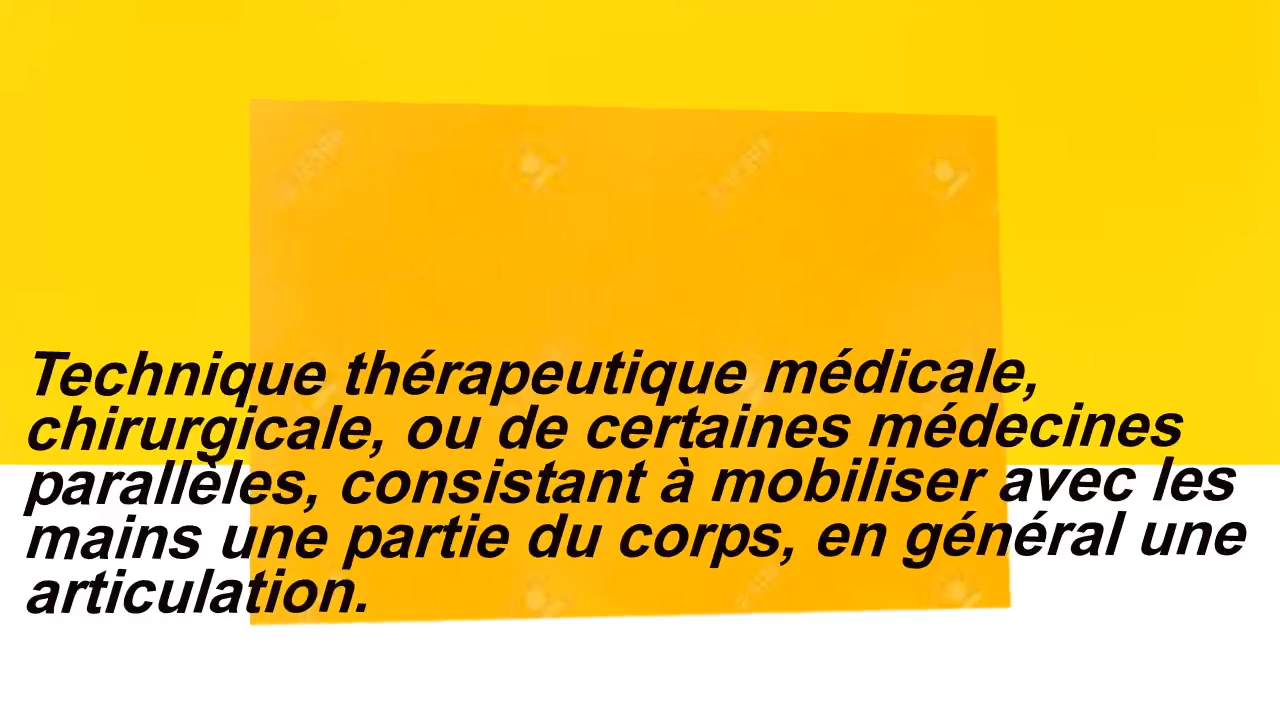 Technique thérapeutique médicale,
chirurgicale, ou de certaines médecines
parallèles, consistant à mobiliser avec les
mains une partie du corps, en général une
articulation.